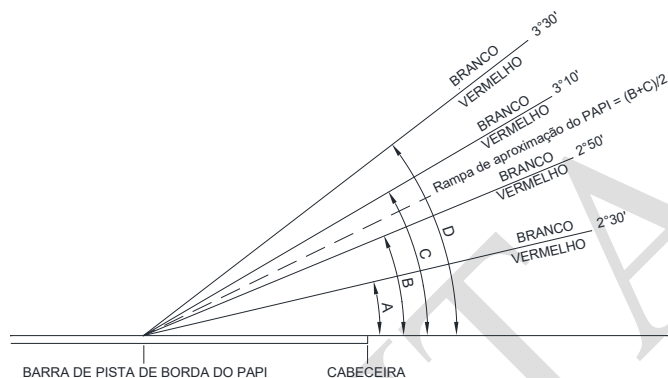 3°30'
BRANCO
VERMELHO
3°10'
BRANCO
VERMELHO
Rampa de aproximação do PAPI = (B+C)/2
2°50'
BRANCO
VERMELHO
2°30'
BRANCO
VERMELHO
D
C
B
A
BARRA DE PISTA DE BORDA DO PAPI
CABECEIRA